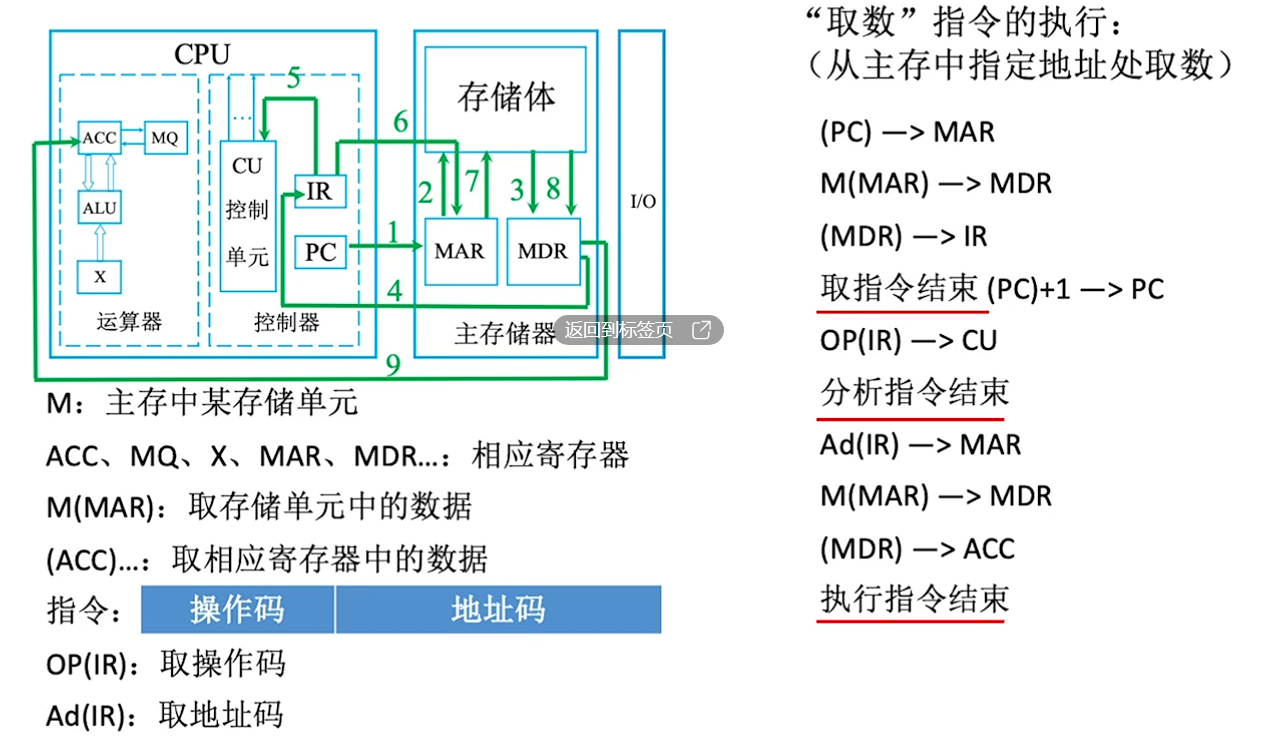 CPU
5
ACC
MQ
...
CU
控制
单元
IR
PC
ALU
X
运算器
控制器
6
2
7
3
8
1
4
9
存储体
MAR
MDR
主存储器
I/O
返回到标签页
M：主存中某存储单元
ACC、MQ、X、MAR、MDR…：相应寄存器
M(MAR)：取存储单元中的数据
(ACC)…：取相应寄存器中的数据
指令： 操作码 地址码
OP(IR)：取操作码
Ad(IR)：取地址码
“取数”指令的执行：
（从主存中指定地址处取数）
(PC) —> MAR
M(MAR) —> MDR
(MDR) —> IR
取指令结束 (PC)+1 —> PC
OP(IR) —> CU
分析指令结束
Ad(IR) —> MAR
M(MAR) —> MDR
(MDR) —> ACC
执行指令结束